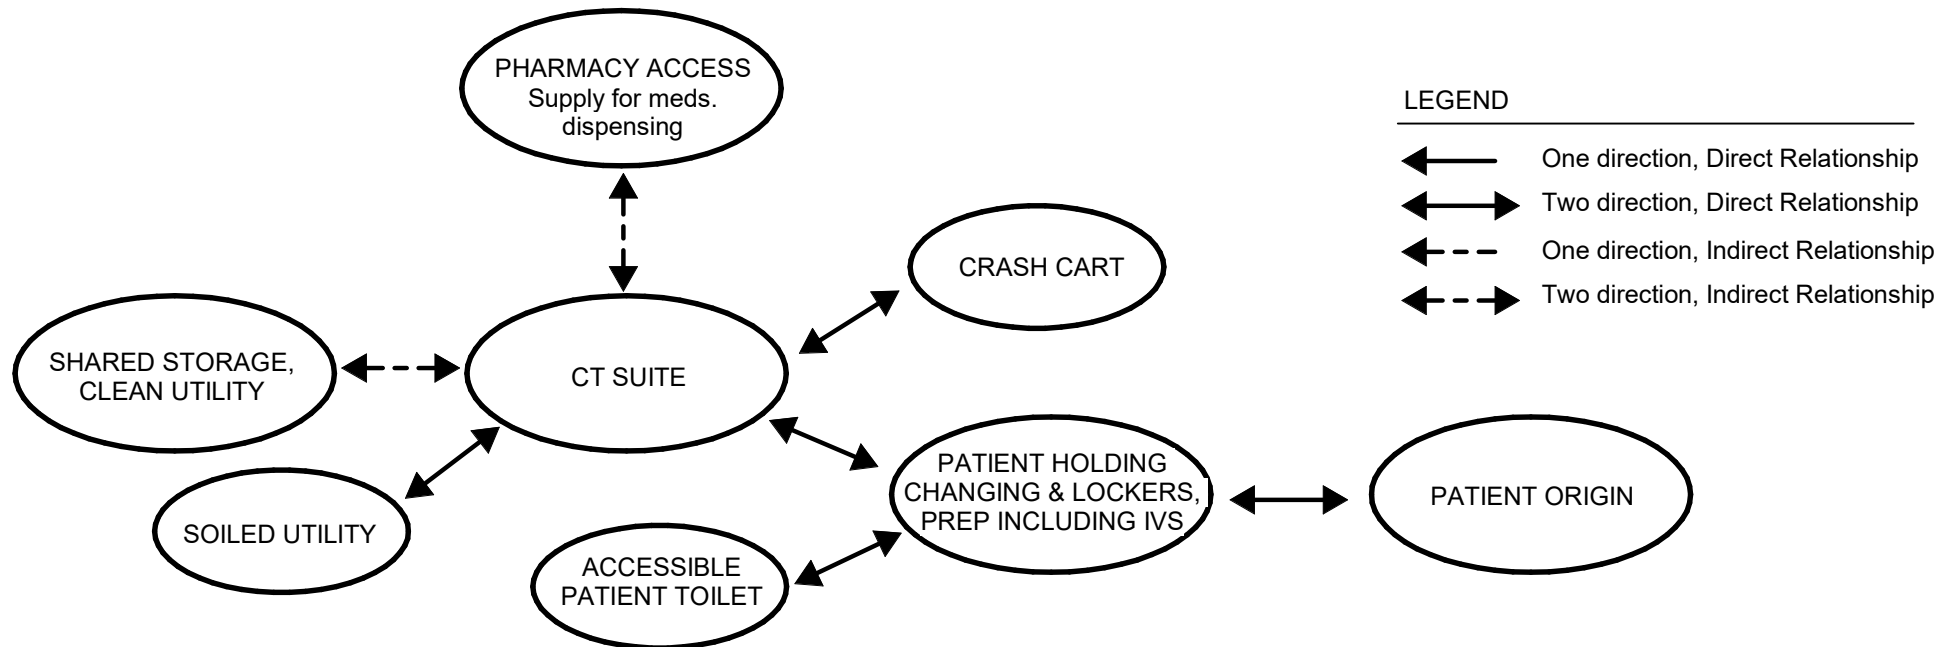 PHARMACY ACCESS
Supply for meds.
dispensing
LEGEND
One direction, Direct Relationship
Two direction, Direct Relationship
One direction, Indirect Relationship
Two direction, Indirect Relationship
CRASH CART
SHARED STORAGE,
CLEAN UTILITY
CT SUITE
PATIENT HOLDING
CHANGING & LOCKERS,
PREP INCLUDING IVS
PATIENT ORIGIN
SOILED UTILITY
ACCESSIBLE
PATIENT TOILET